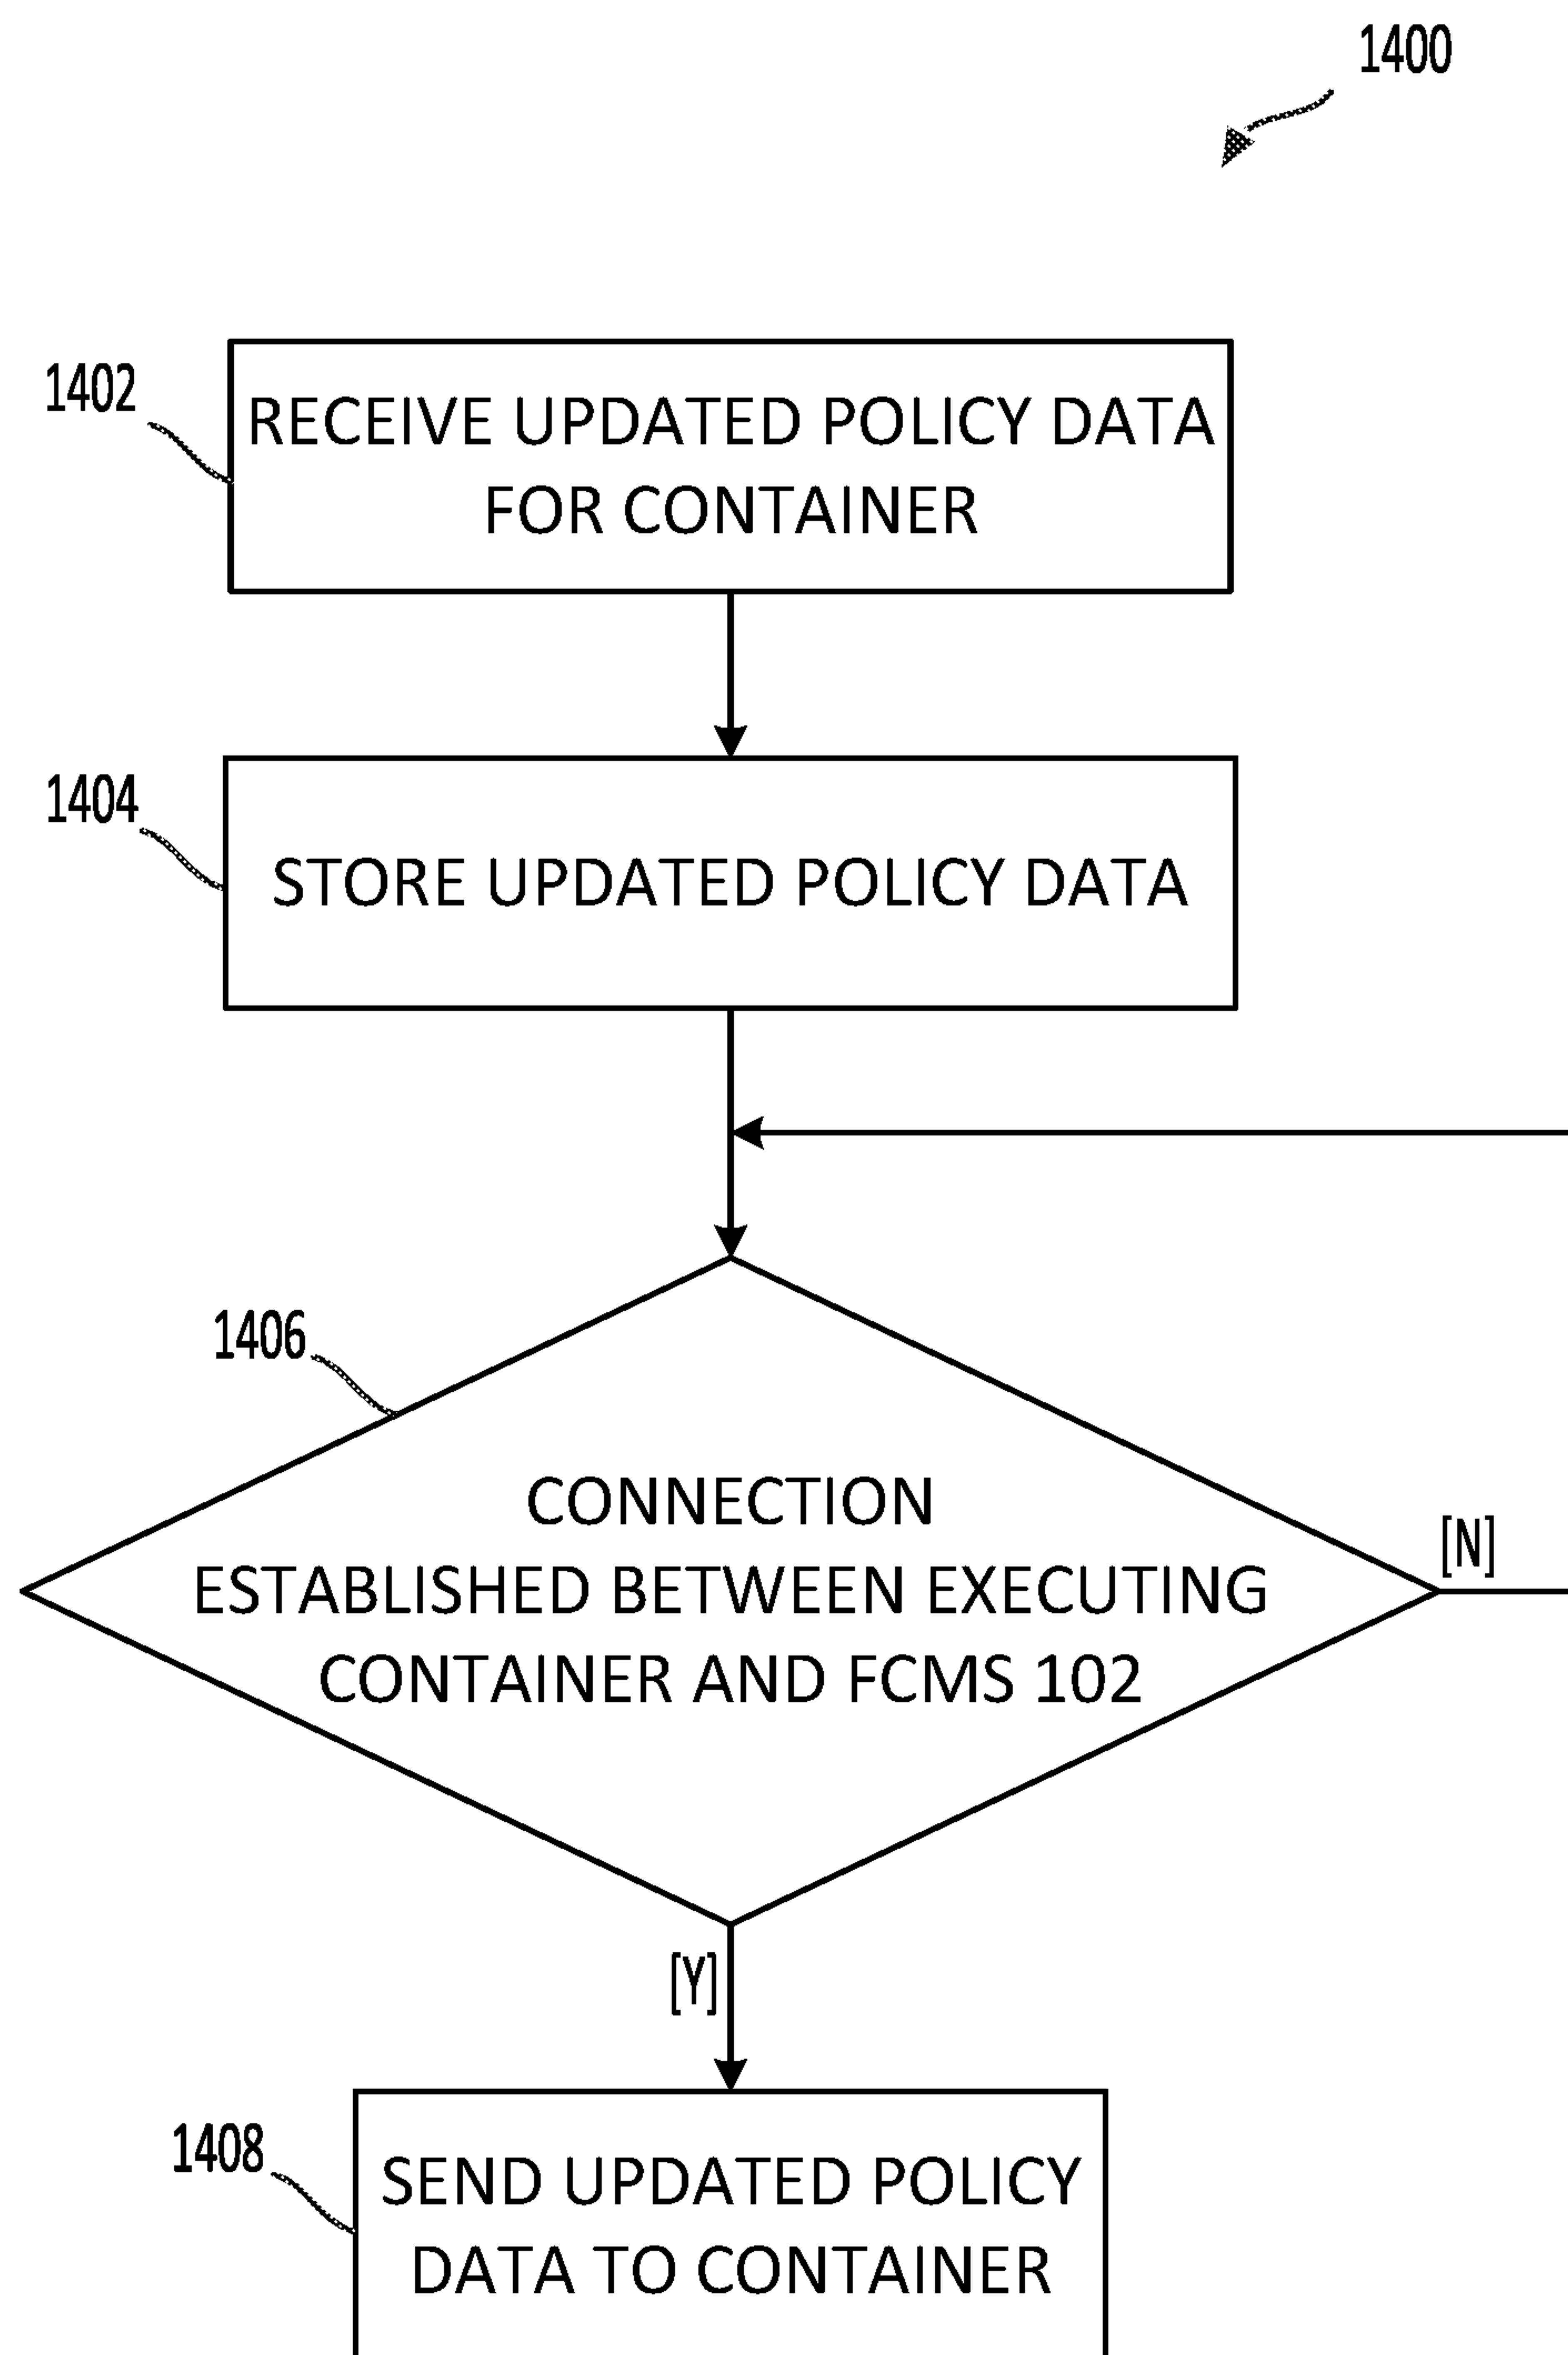 1400
1402
RECEIVE UPDATED POLICY DATA
FOR CONTAINER
1404
STORE UPDATED POLICY DATA
1406
CONNECTION
ESTABLISHED BETWEEN EXECUTING
CONTAINER AND FCMS 102
[N]
[Y]
1408
SEND UPDATED POLICY
DATA TO CONTAINER